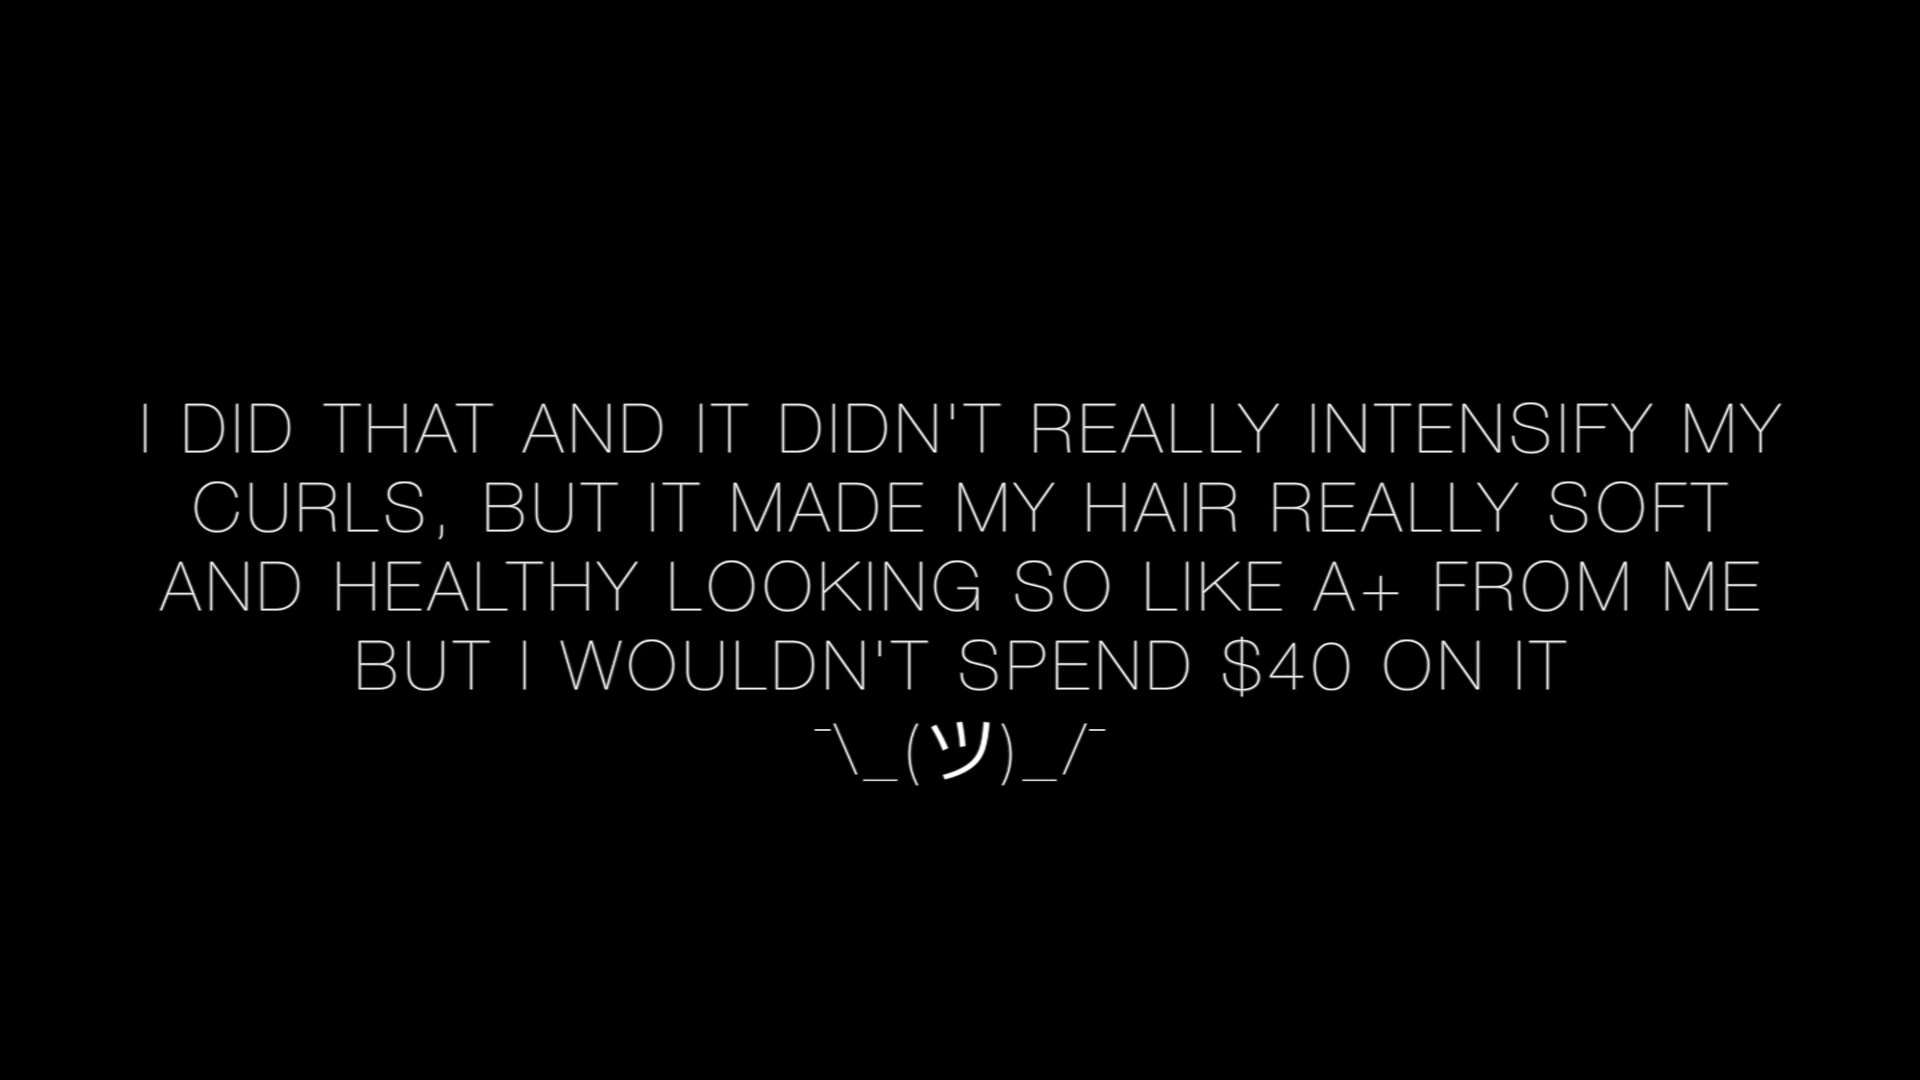 I DID THAT AND IT DIDN'T REALLY INTENSIFY MY
CURLS, BUT IT MADE MY HAIR REALLY SOFT
AND HEALTHY LOOKING SO LIKE A+ FROM ME
BUT I WOULDN'T SPEND $40 ON IT
¯\_(ツ)_/¯